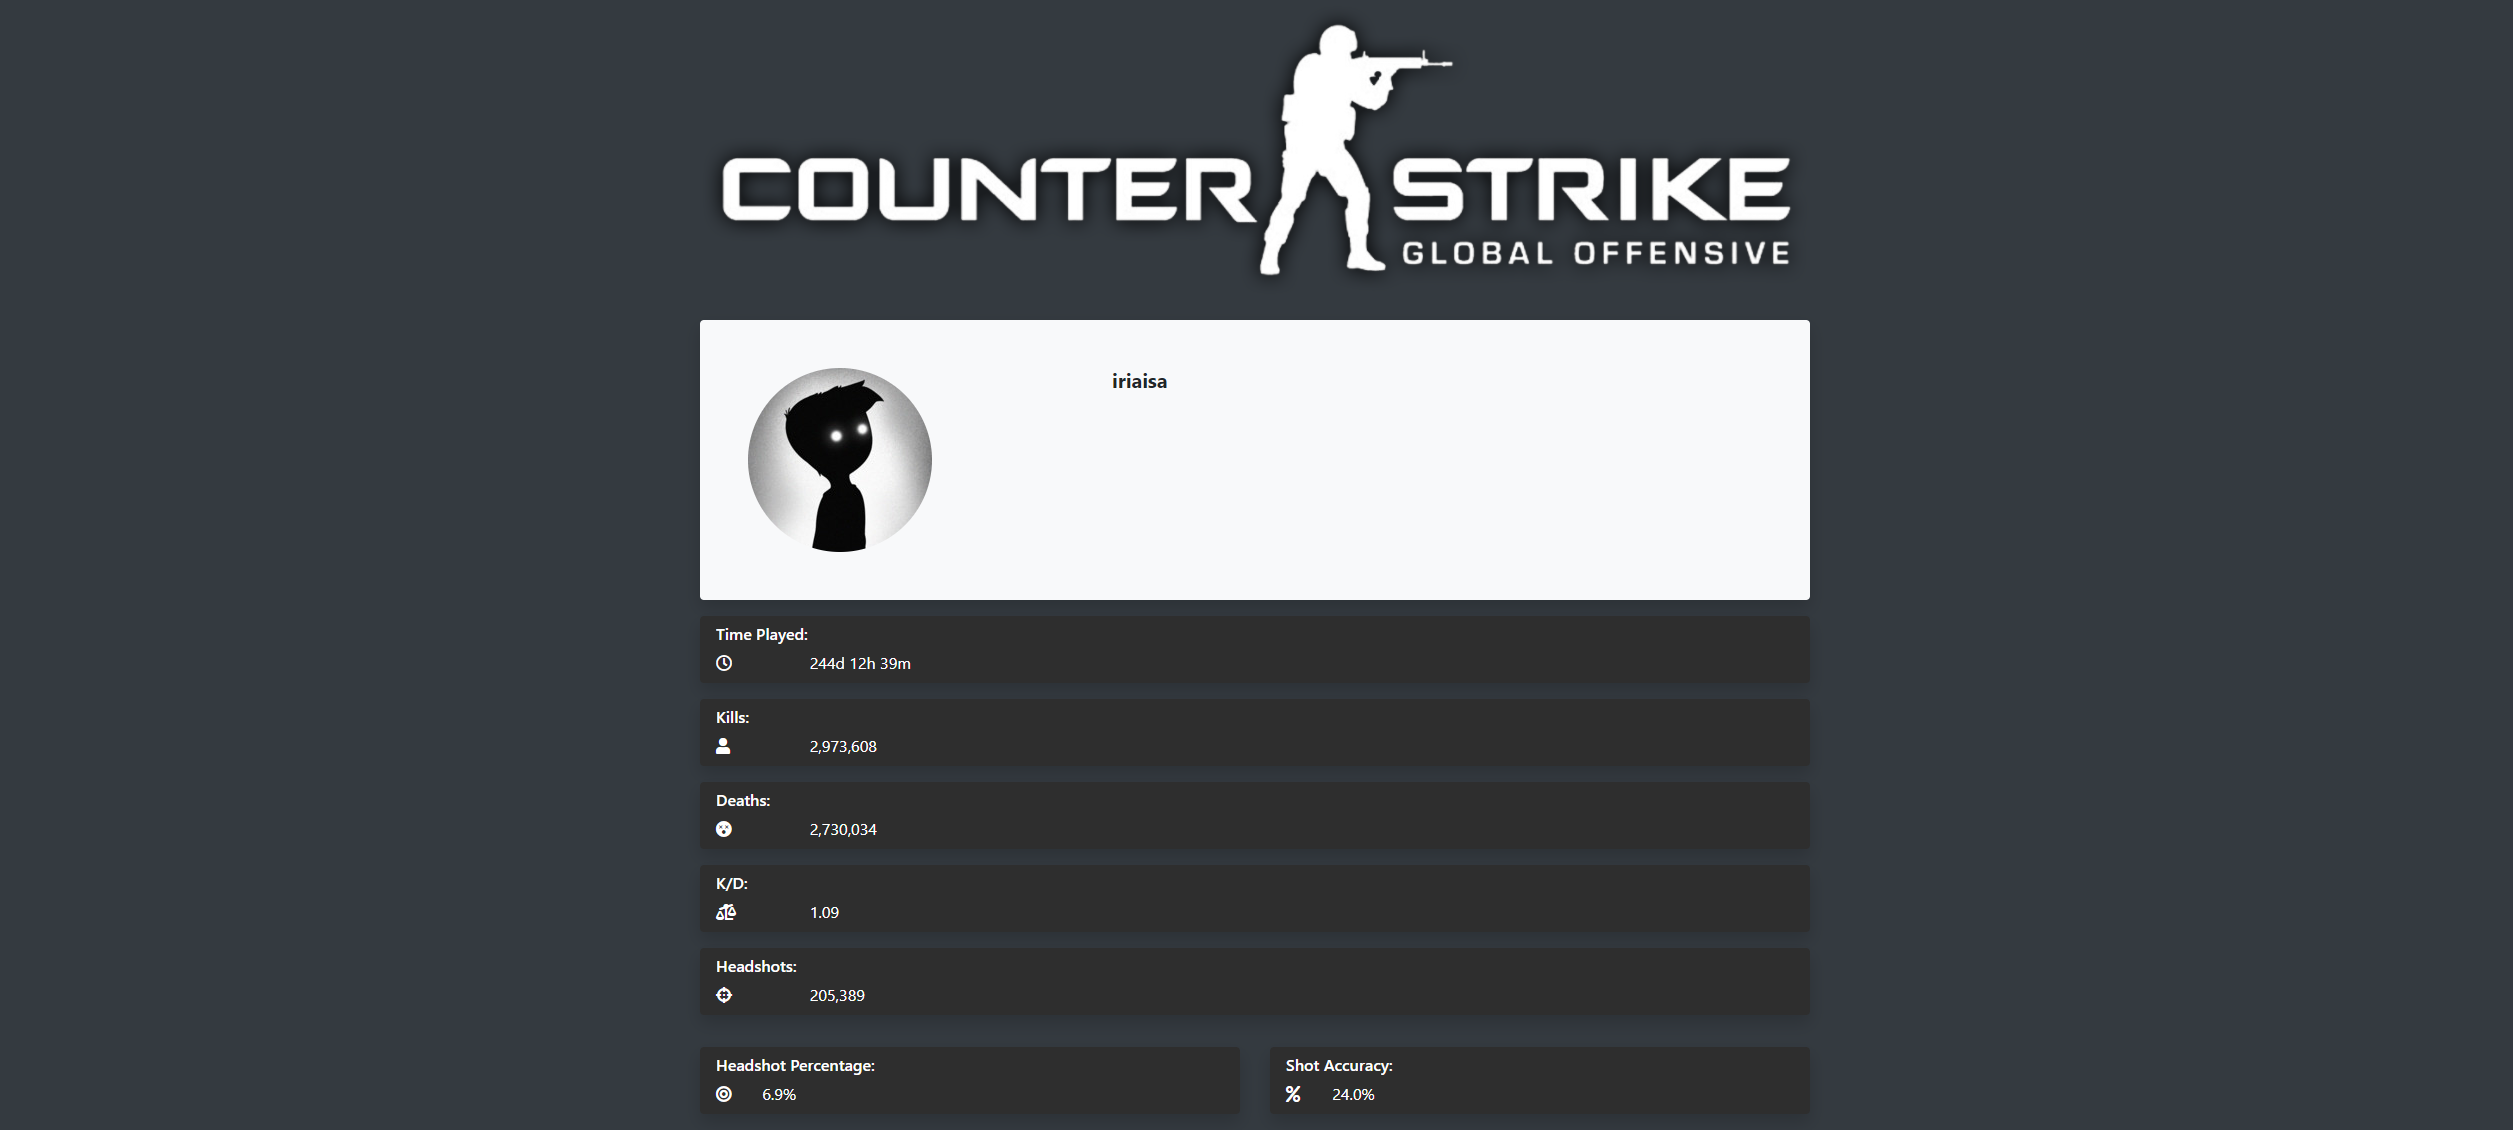 COUNTER STRIKE
GLOBAL OFFENSIVE
iriaisa
Time Played:
244d 12h 39m
Kills:
2,973,608
Deaths:
2,730,034
K/D:
1.09
Headshots:
205,389
Headshot Percentage:
6.9%
Shot Accuracy:
24.0%